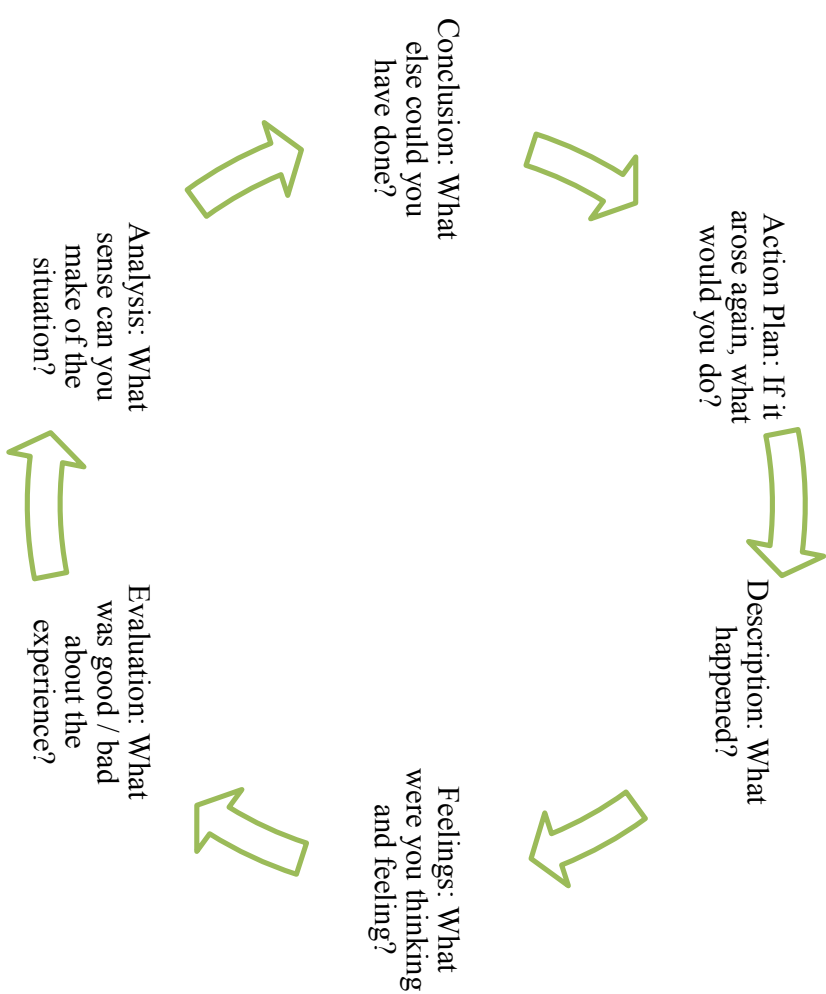 Description: What
happened?
Feelings: What
were you thinking
and feeling?
Evaluation: What
was good / bad
about the
experience?
Analysis: What
sense can you
make of the
situation?
Conclusion: What
else could you
have done?
Action Plan: If it
arose again, what
would you do?